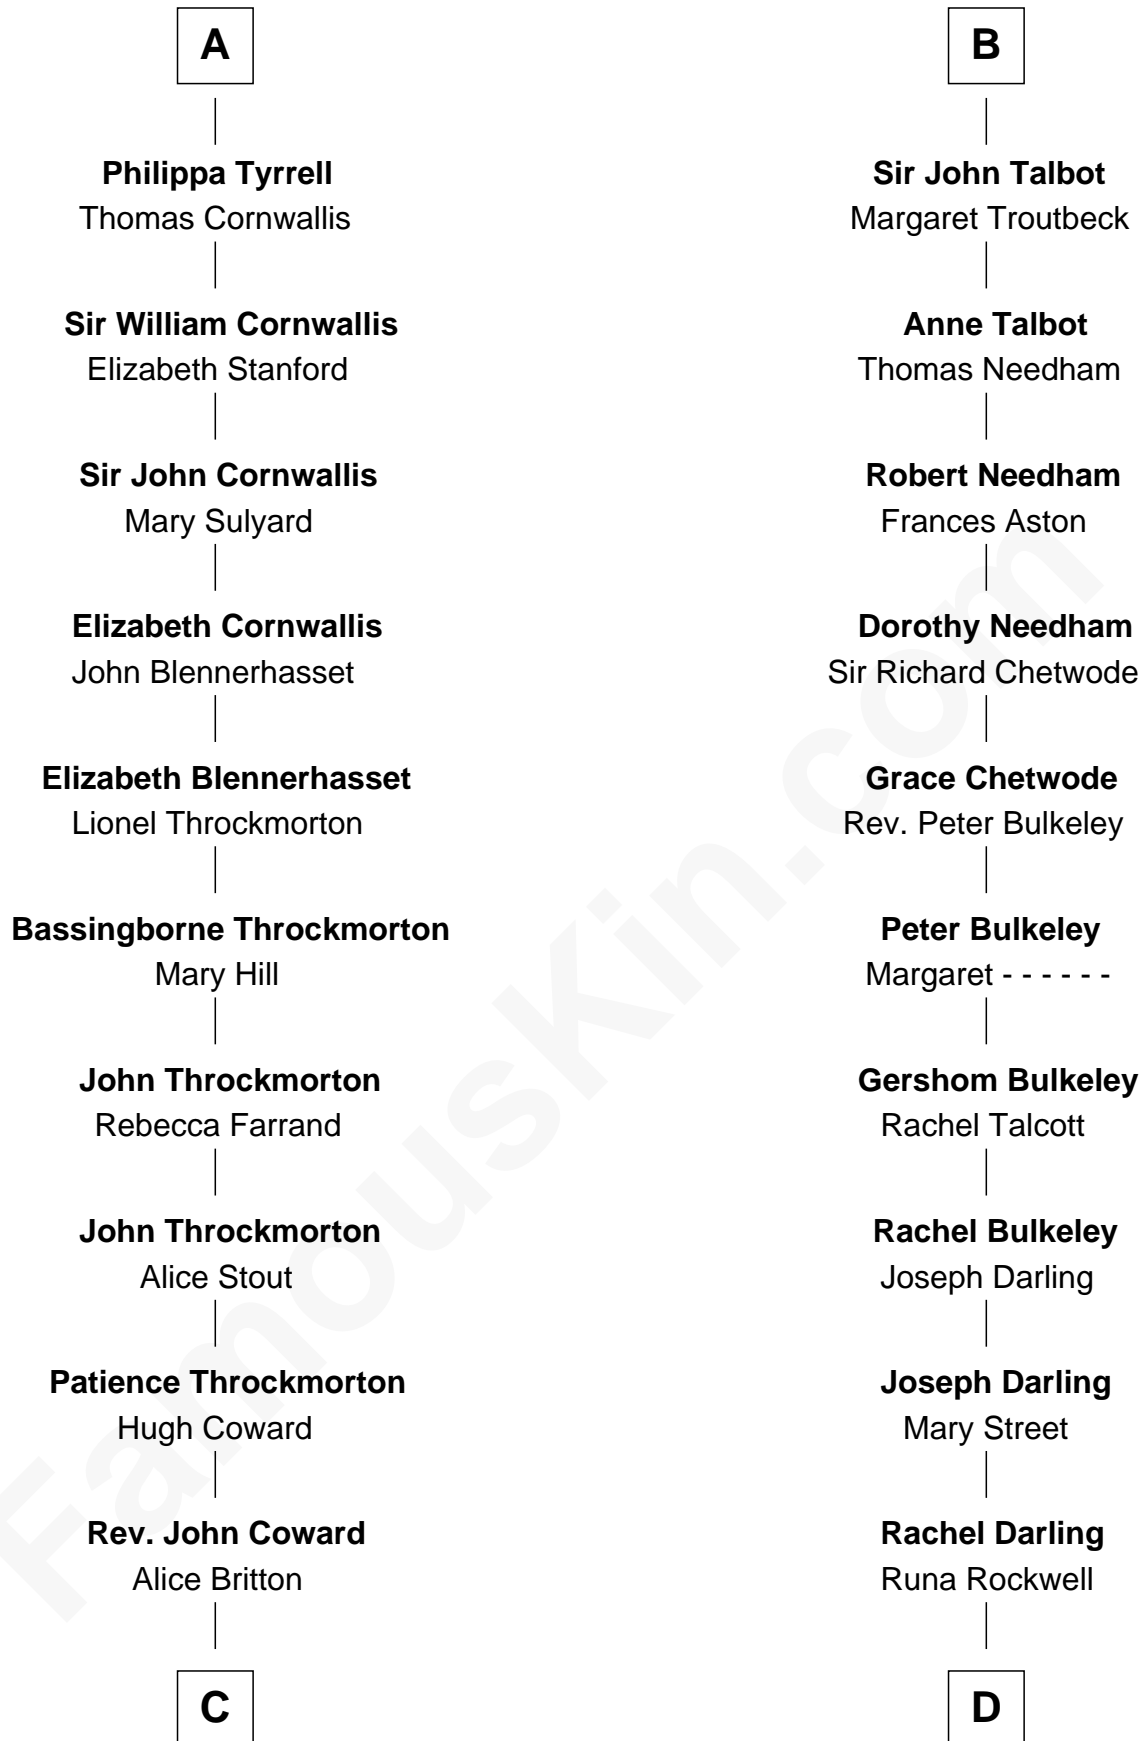 A
Philippa Tyrrell
Thomas Cornwallis
Sir William Cornwallis
Elizabeth Stanford
Sir John Cornwallis
Mary Sulyard
Elizabeth Cornwallis
John Blennerhasset
Elizabeth Blennerhasset
Lionel Throckmorton
Bassingborne Throckmorton
Mary Hill
John Throckmorton
Rebecca Farrand
John Throckmorton
Alice Stout
Patience Throckmorton
Hugh Coward
Rev. John Coward
Alice Britton
C
B
Sir John Talbot
Margaret Troutbeck
Anne Talbot
Thomas Needham
Robert Needham
Frances Aston
Dorothy Needham
Sir Richard Chetwode
Grace Chetwode
Rev. Peter Bulkeley
Peter Bulkeley
Margaret - - - - - -
Gershom Bulkeley
Rachel Talcott
Rachel Bulkeley
Joseph Darling
Joseph Darling
Mary Street
Rachel Darling
Runa Rockwell
D
FamousKin.com